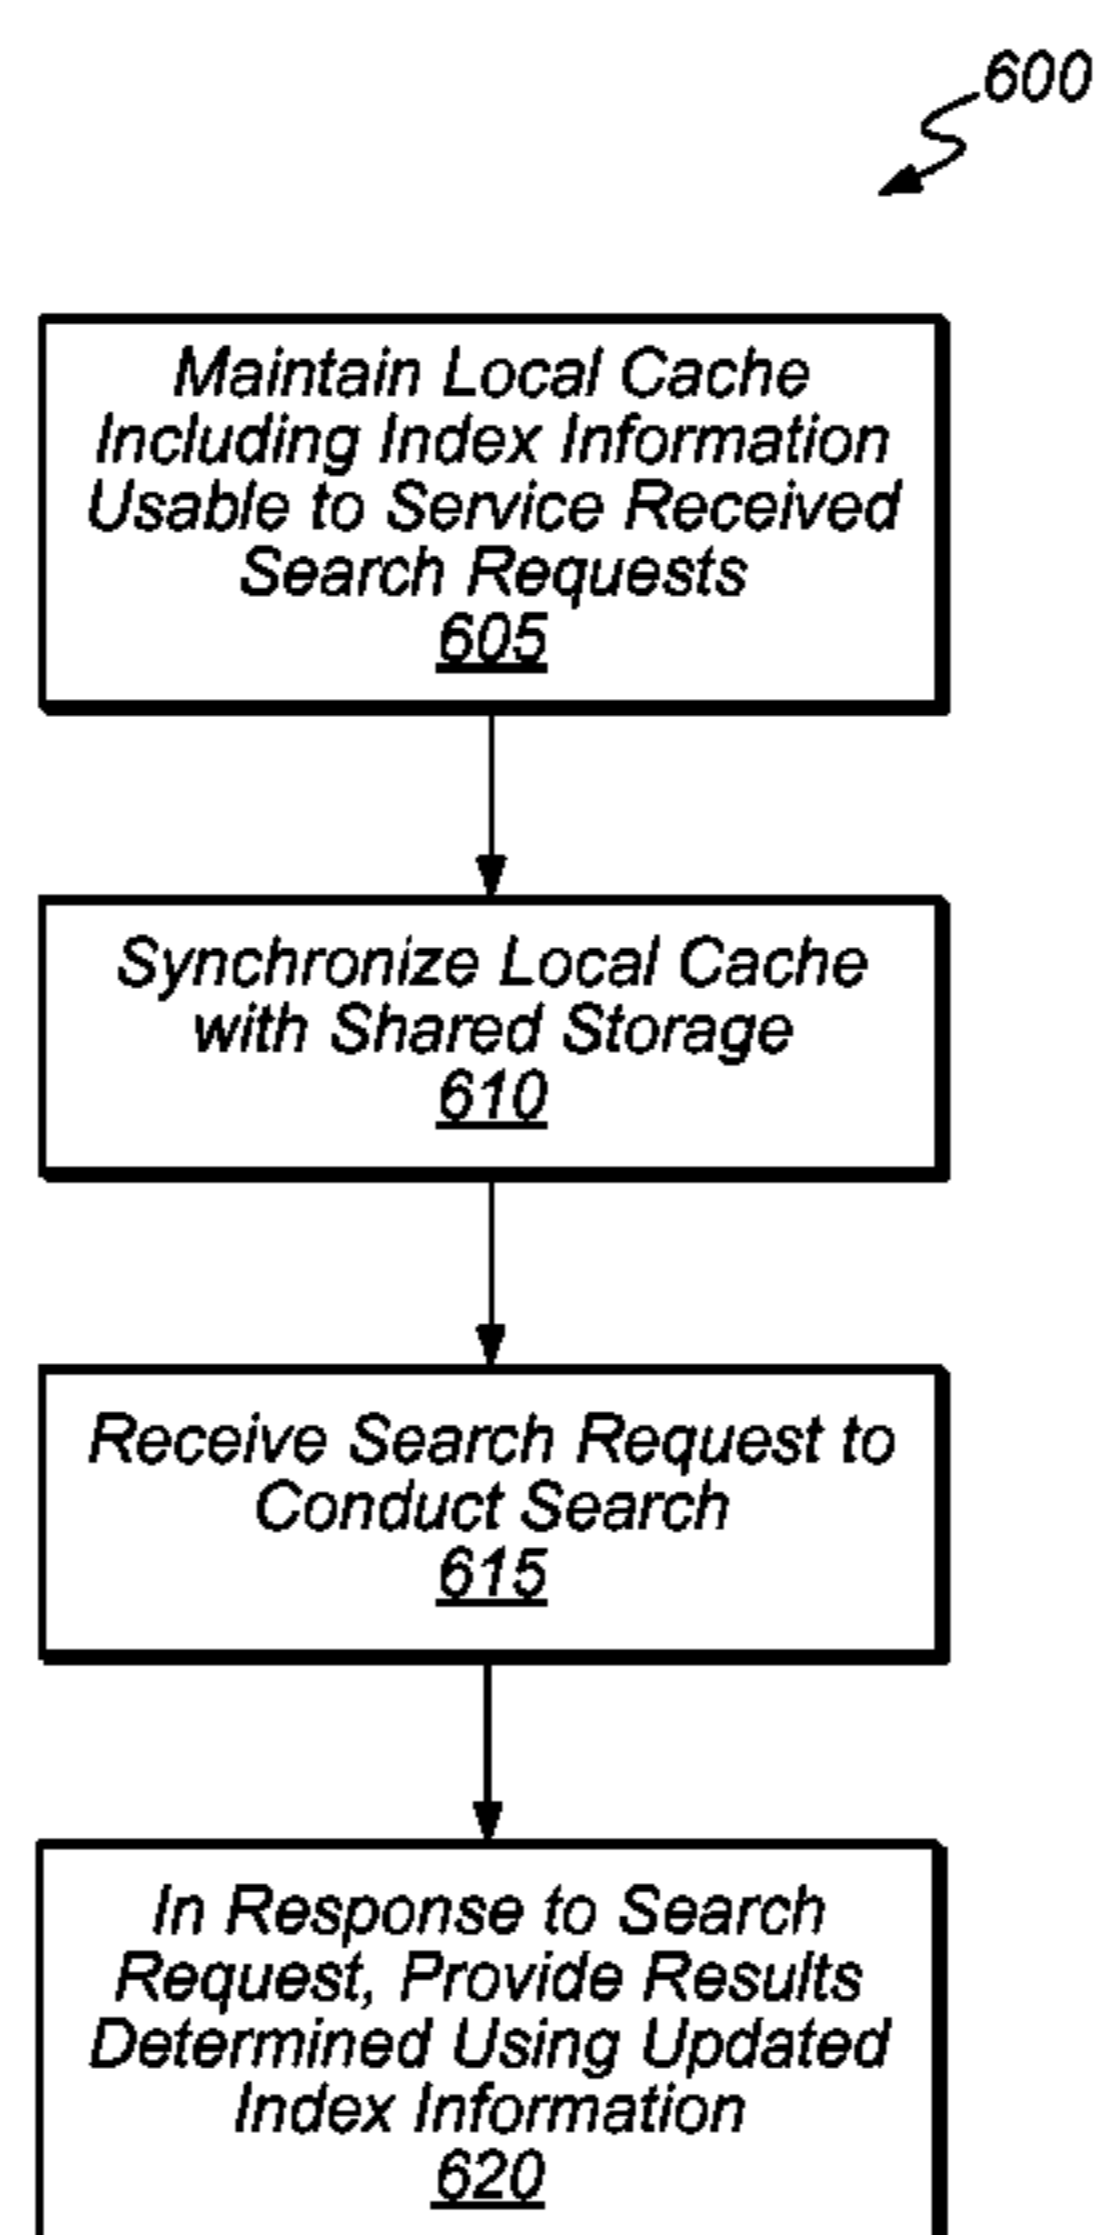 600
Maintain Local Cache
Including Index Information
Usable to Service Received
Search Requests
605
Synchronize Local Cache
with Shared Storage
610
Receive Search Request to
Conduct Search
615
In Response to Search
Request, Provide Results
Determined Using Updated
Index Information
620